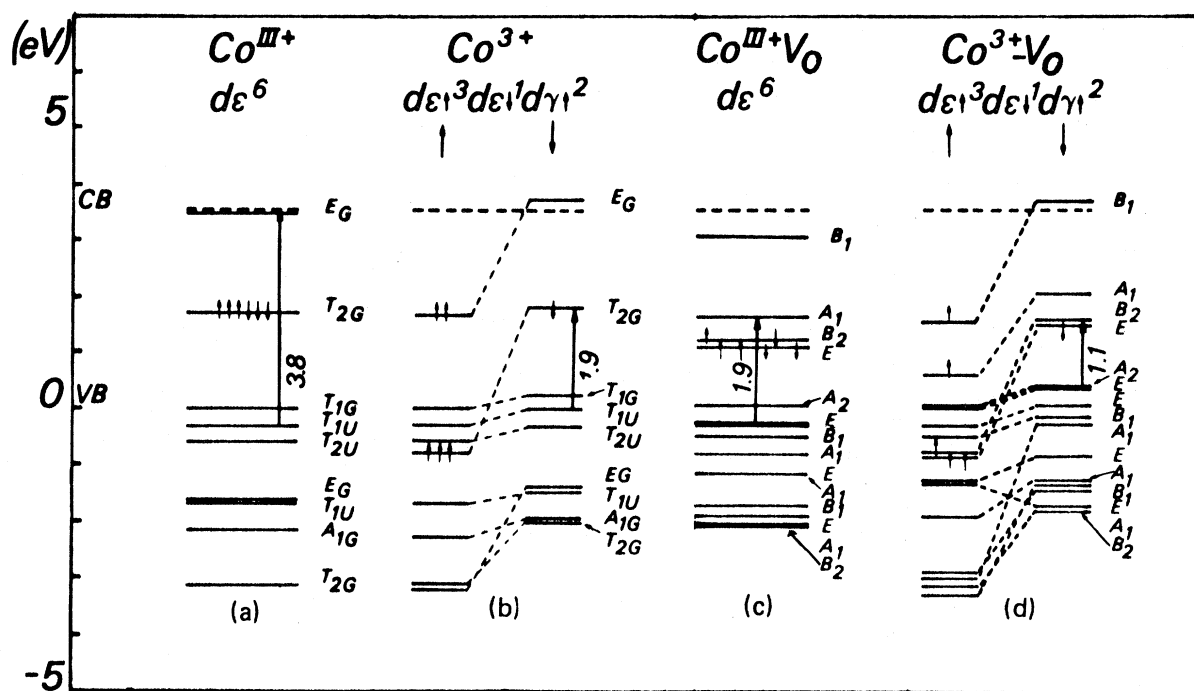 (eV)
5
CB
0
VB
-5
Co^III+
dε^6
E_G
T_2G
3.8
T_1G
T_1U
T_2U
E_G
T_1U
A_1G
T_2G
(a)
Co^3+
dε↑^3dε↓^1dγ↑^2
↑ ↓
E_G
T_2G
1.9
T_1G
T_1U
T_2U
EG
T_1U
A_1G
T_2G
(b)
Co^III+V_O
dε^6
B_1
A_1
B_2
E
1.9
A_2
E
B_1
A_1
E
A_1
B_1
E
A_1
B_2
(c)
Co^3+-V_O
dε↑^3dε↓^1dγ↑^2
↑ ↓
B_1
A_1
B_2
E
1.1
A_2
E
E
B_1
A_1
E
A_1
B_1
E
A_1
B_2
(d)